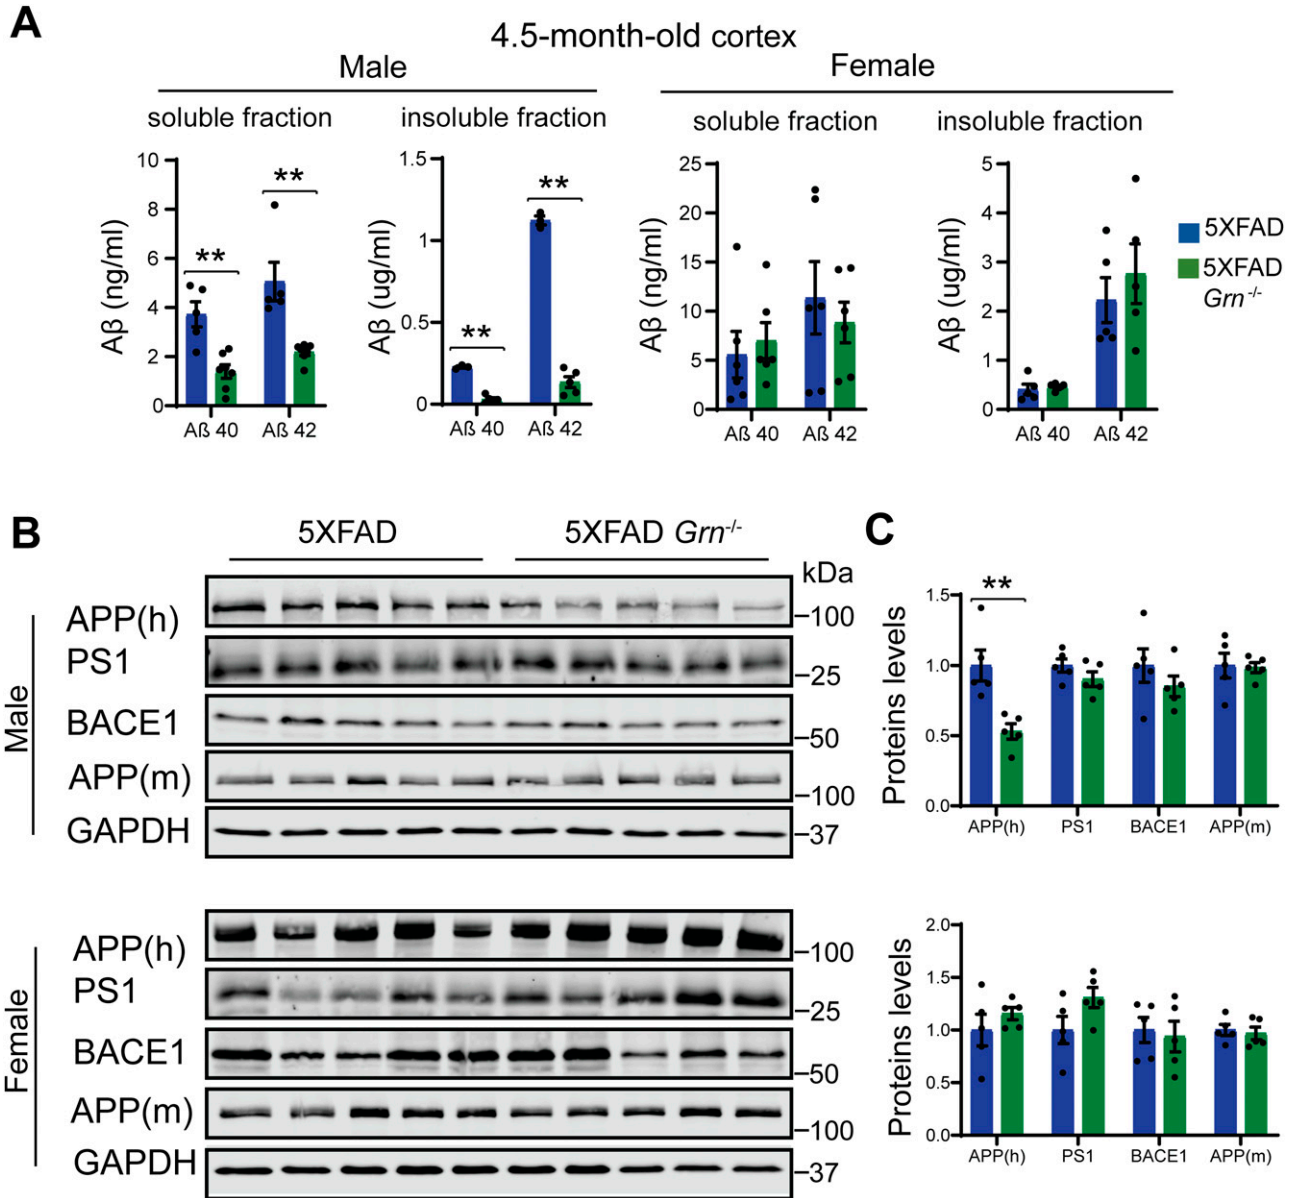 A
4.5-month-old cortex
Male
Female
soluble fraction
insoluble fraction
soluble fraction
insoluble fraction
Aβ (ng/ml)
10
8
6
4
2
0
**
**
Aß 40
Aß 42
Aβ (ug/ml)
1.5
1
0.5
0
**
**
Aß 40
Aß 42
Aβ (ng/ml)
25
20
15
10
5
0
Aß 40
Aß 42
Aβ (ug/ml)
5
4
3
2
1
0
Aß 40
Aß 42
5XFAD
5XFAD
Grn-/-
B
5XFAD
5XFAD Grn-/-
kDa
Male
APP(h)
–100
PS1
–25
BACE1
–50
APP(m)
–100
GAPDH
–37
Female
APP(h)
–100
PS1
–25
BACE1
–50
APP(m)
–100
GAPDH
–37
C
Proteins levels
1.5
1.0
0.5
0.0
**
APP(h)
PS1
BACE1
APP(m)
Proteins levels
2.0
1.5
1.0
0.5
0.0
APP(h)
PS1
BACE1
APP(m)